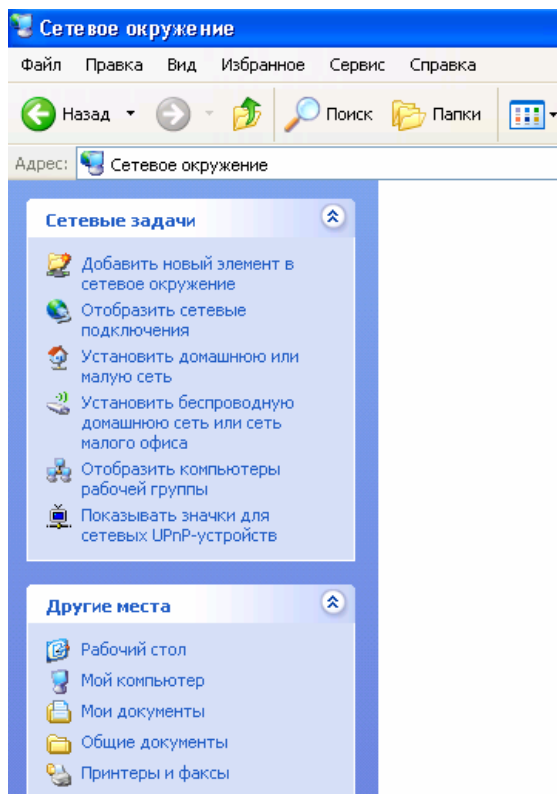 Сетевое окружение
Файл Правка Вид Избранное Сервис Справка
Назад Поиск Папки
Адрес: Сетевое окружение
Сетевые задачи
Добавить новый элемент в
сетевое окружение
Отобразить сетевые
подключения
Установить домашнюю или
малую сеть
Установить беспроводную
домашнюю сеть или сеть
малого офиса
Отобразить компьютеры
рабочей группы
Показывать значки для
сетевых UPnP-устройств
Другие места
Рабочий стол
Мой компьютер
Мои документы
Общие документы
Принтеры и факсы